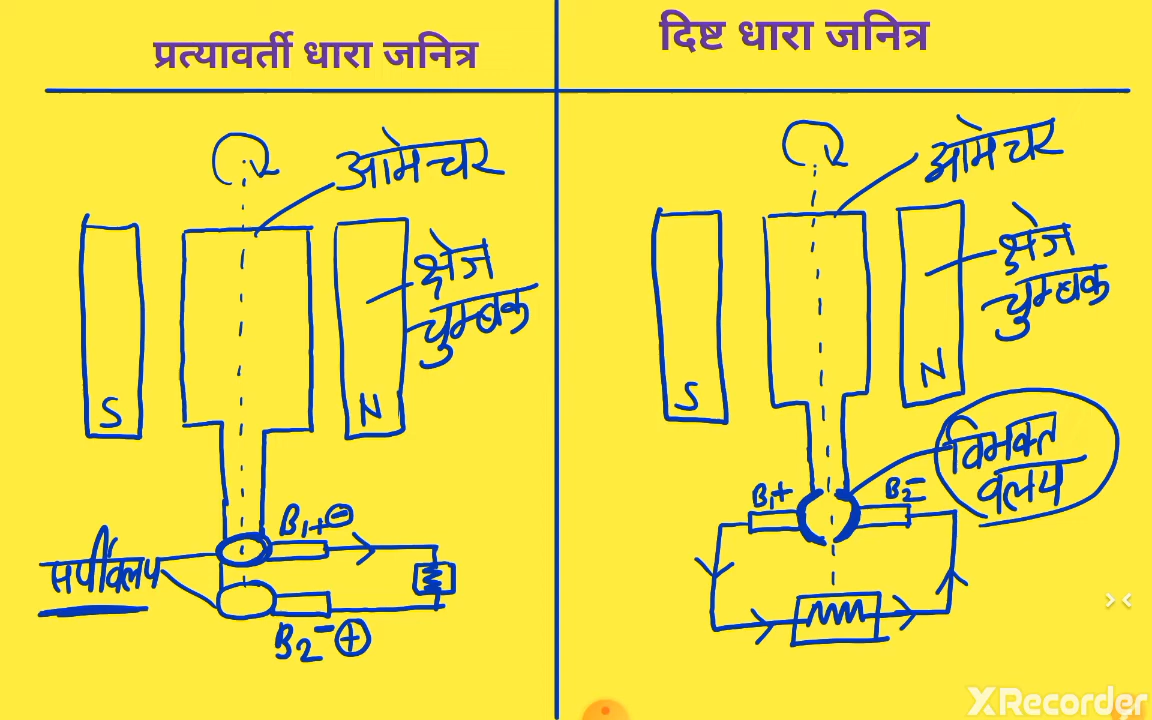 प्रत्यावर्ती धारा जनित्र
आर्मेचर
क्षेत्र
चुम्बक
S
N
B₁+ ⊖
सर्पीवलय
B₂- ⊕
दिष्ट धारा जनित्र
आर्मेचर
क्षेत्र
चुम्बक
S
N
विभक्त
वलय
B₁+
B₂-
XRecorder